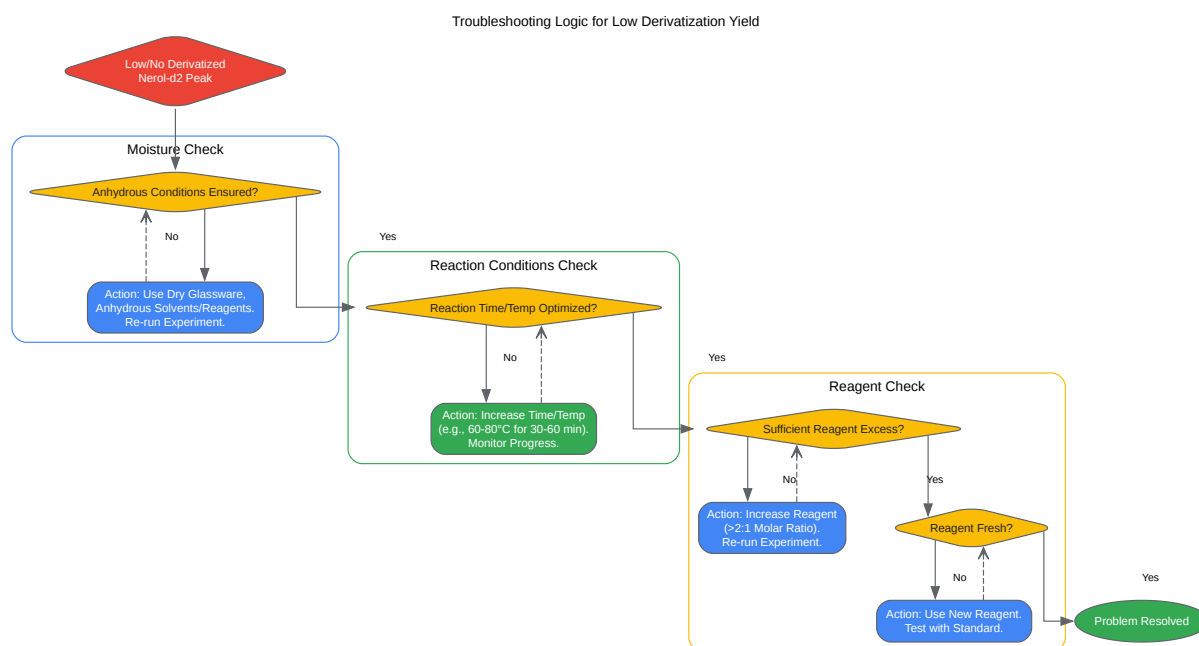 Troubleshooting Logic for Low Derivatization Yield
Low/No Derivatized
Nerol-d2 Peak
Moisture Check
Anhydrous Conditions Ensured?
No
Yes
Action: Use Dry Glassware,
Anhydrous Solvents/Reagents.
Re-run Experiment.
Reaction Conditions Check
Reaction Time/Temp Optimized?
No
Yes
Action: Increase Time/Temp
(e.g., 60-80°C for 30-60 min).
Monitor Progress.
Reagent Check
Sufficient Reagent Excess?
No
Yes
Action: Increase Reagent
(>2:1 Molar Ratio).
Re-run Experiment.
Reagent Fresh?
No
Yes
Action: Use New Reagent.
Test with Standard.
Problem Resolved